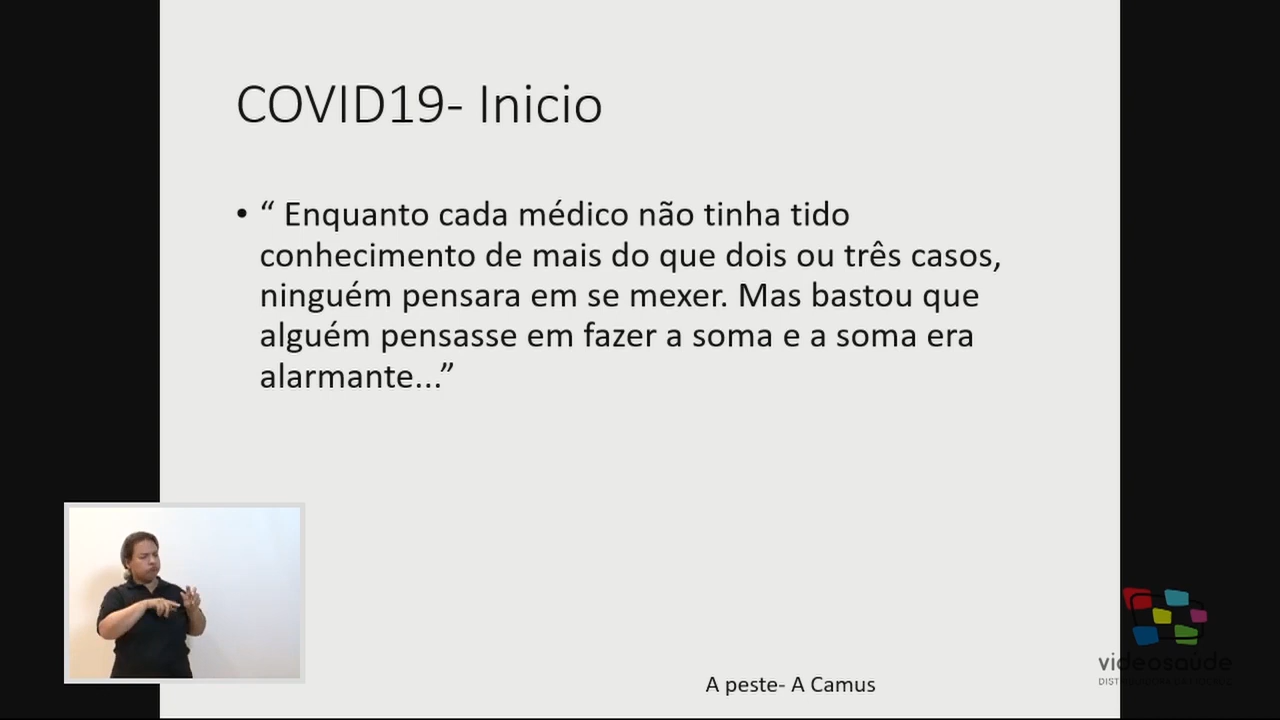 COVID19- Inicio
• “ Enquanto cada médico não tinha tido
conhecimento de mais do que dois ou três casos,
ninguém pensara em se mexer. Mas bastou que
alguém pensasse em fazer a soma e a soma era
alarmante...”
A peste- A Camus
videosaúde